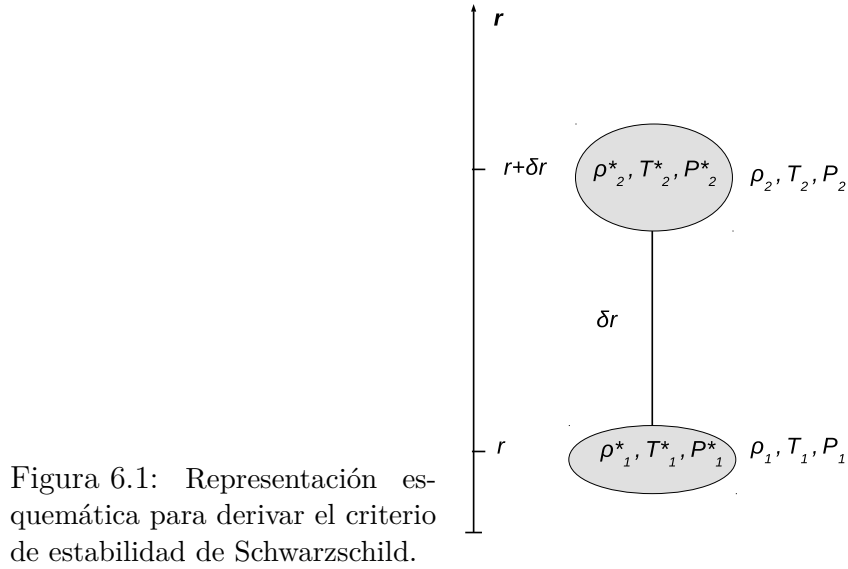 r
r+δr
ρ*₂, T*₂, P*₂
ρ₂, T₂, P₂
δr
r
ρ*₁, T*₁, P*₁
ρ₁, T₁, P₁
Figura 6.1: Representación es-
quemática para derivar el criterio
de estabilidad de Schwarzschild.